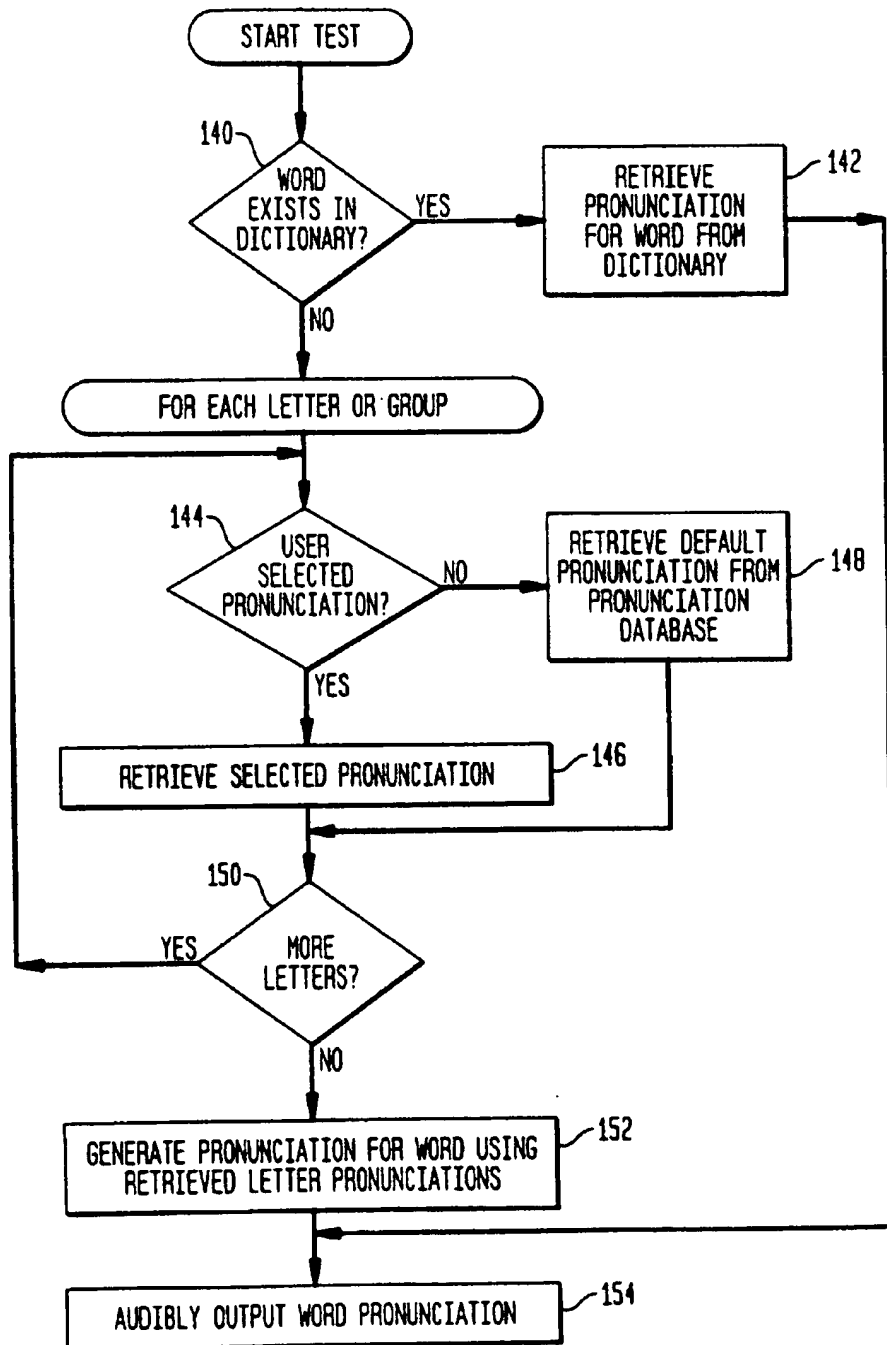 START TEST
140
WORD
EXISTS IN
DICTIONARY?
YES
NO
RETRIEVE
PRONUNCIATION
FOR WORD FROM
DICTIONARY
142
FOR EACH LETTER OR GROUP
144
USER
SELECTED
PRONUNCIATION?
NO
YES
RETRIEVE DEFAULT
PRONUNCIATION FROM
PRONUNCIATION
DATABASE
148
RETRIEVE SELECTED PRONUNCIATION
146
150
MORE
LETTERS?
YES
NO
GENERATE PRONUNCIATION FOR WORD USING
RETRIEVED LETTER PRONUNCIATIONS
152
AUDIBLY OUTPUT WORD PRONUNCIATION
154